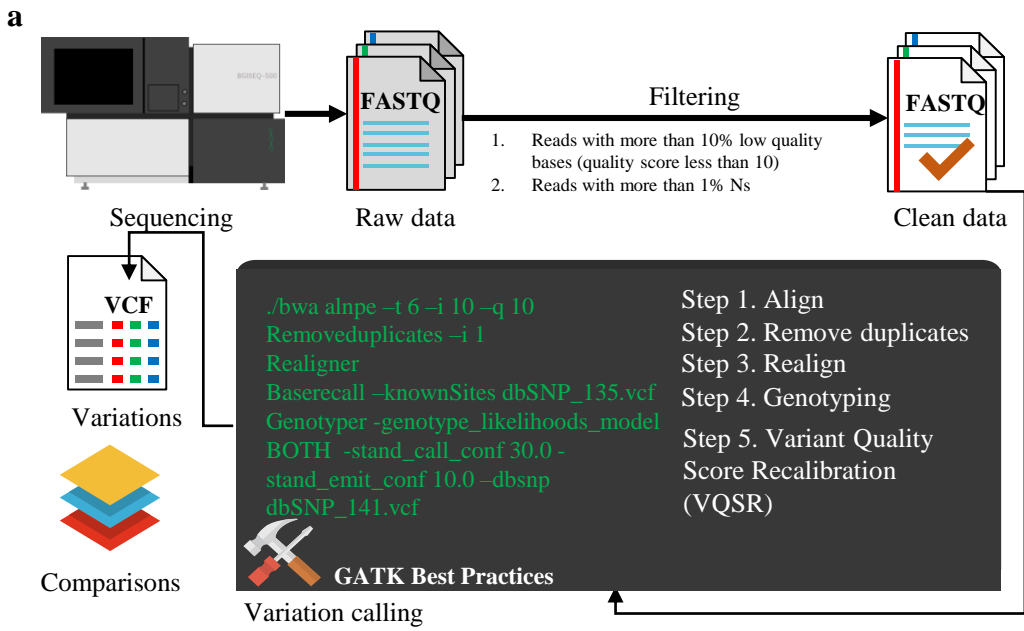 a
BGISEQ-500
FASTQ
Filtering
FASTQ
1. Reads with more than 10% low quality
bases (quality score less than 10)
2. Reads with more than 1% Ns
Sequencing
Raw data
Clean data
VCF
Variations
Comparisons
./bwa alnpe –t 6 –i 10 –q 10
Removeduplicates –i 1
Realigner
Baserecall –knownSites dbSNP_135.vcf
Genotyper -genotype_likelihoods_model
BOTH -stand_call_conf 30.0 -
stand_emit_conf 10.0 –dbsnp
dbSNP_141.vcf
Step 1. Align
Step 2. Remove duplicates
Step 3. Realign
Step 4. Genotyping
Step 5. Variant Quality
Score Recalibration
(VQSR)
GATK Best Practices
Variation calling